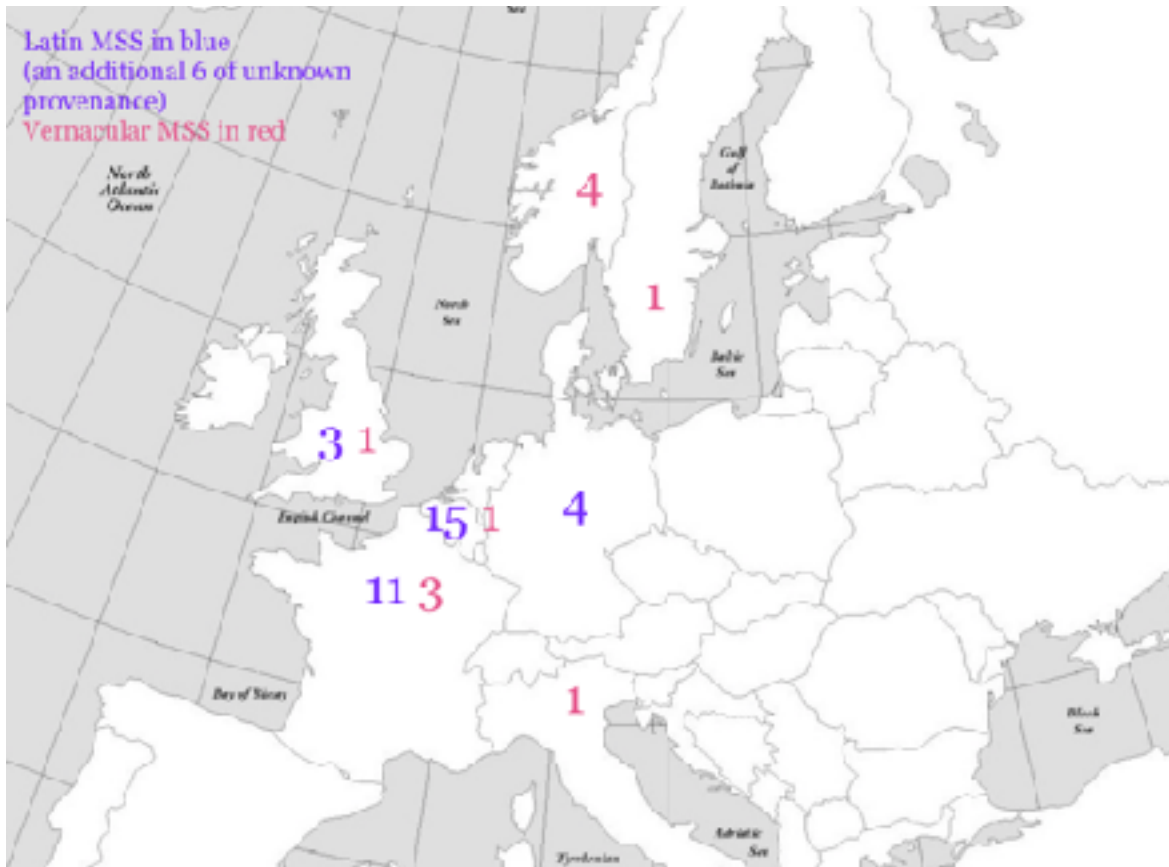 Sea
Latin MSS in blue
(an additional 6 of unknown
provenance)
Vernacular MSS in red
North
Atlantic
Ocean
Gulf
of
Bothnia
4
North
Sea
1
Baltic
Sea
3 1
English Channel
15 1
4
11 3
Bay of Biscay
1
Black
Sea
Adriatic
Sea
Tyrrhenian